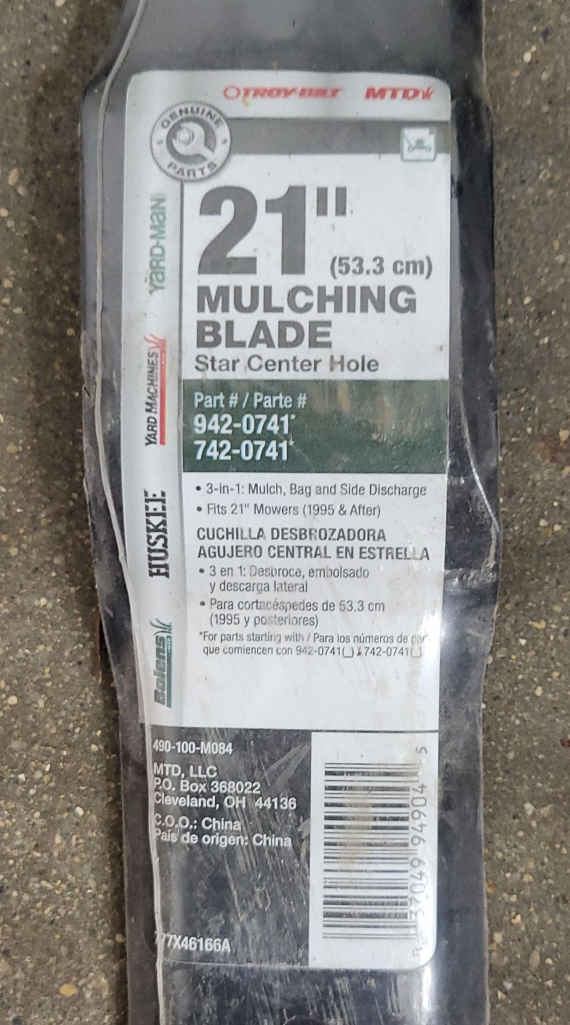 TROY-BILT MTD
GENUINE
PARTS
21"
(53.3 cm)
MULCHING
BLADE
Star Center Hole
Part # / Parte #
942-0741*
742-0741*
• 3-in-1: Mulch, Bag and Side Discharge
• Fits 21" Mowers (1995 & After)
CUCHILLA DESBROZADORA
AGUJERO CENTRAL EN ESTRELLA
• 3 en 1: Desbroce, embolsado
y descarga lateral
• Para cortacéspedes de 53.3 cm
(1995 y posteriores)
*For parts starting with / Para los números de
que comiencen con 942-0741(_) 742-0741(_)
YARD-MAN
YARD MACHINES
HUSKEE
Bolens
490-100-M084
MTD, LLC
P.O. Box 368022
Cleveland, OH 44136
C.O.O.: China
País de origen: China
777X46166A
37049 94904 5